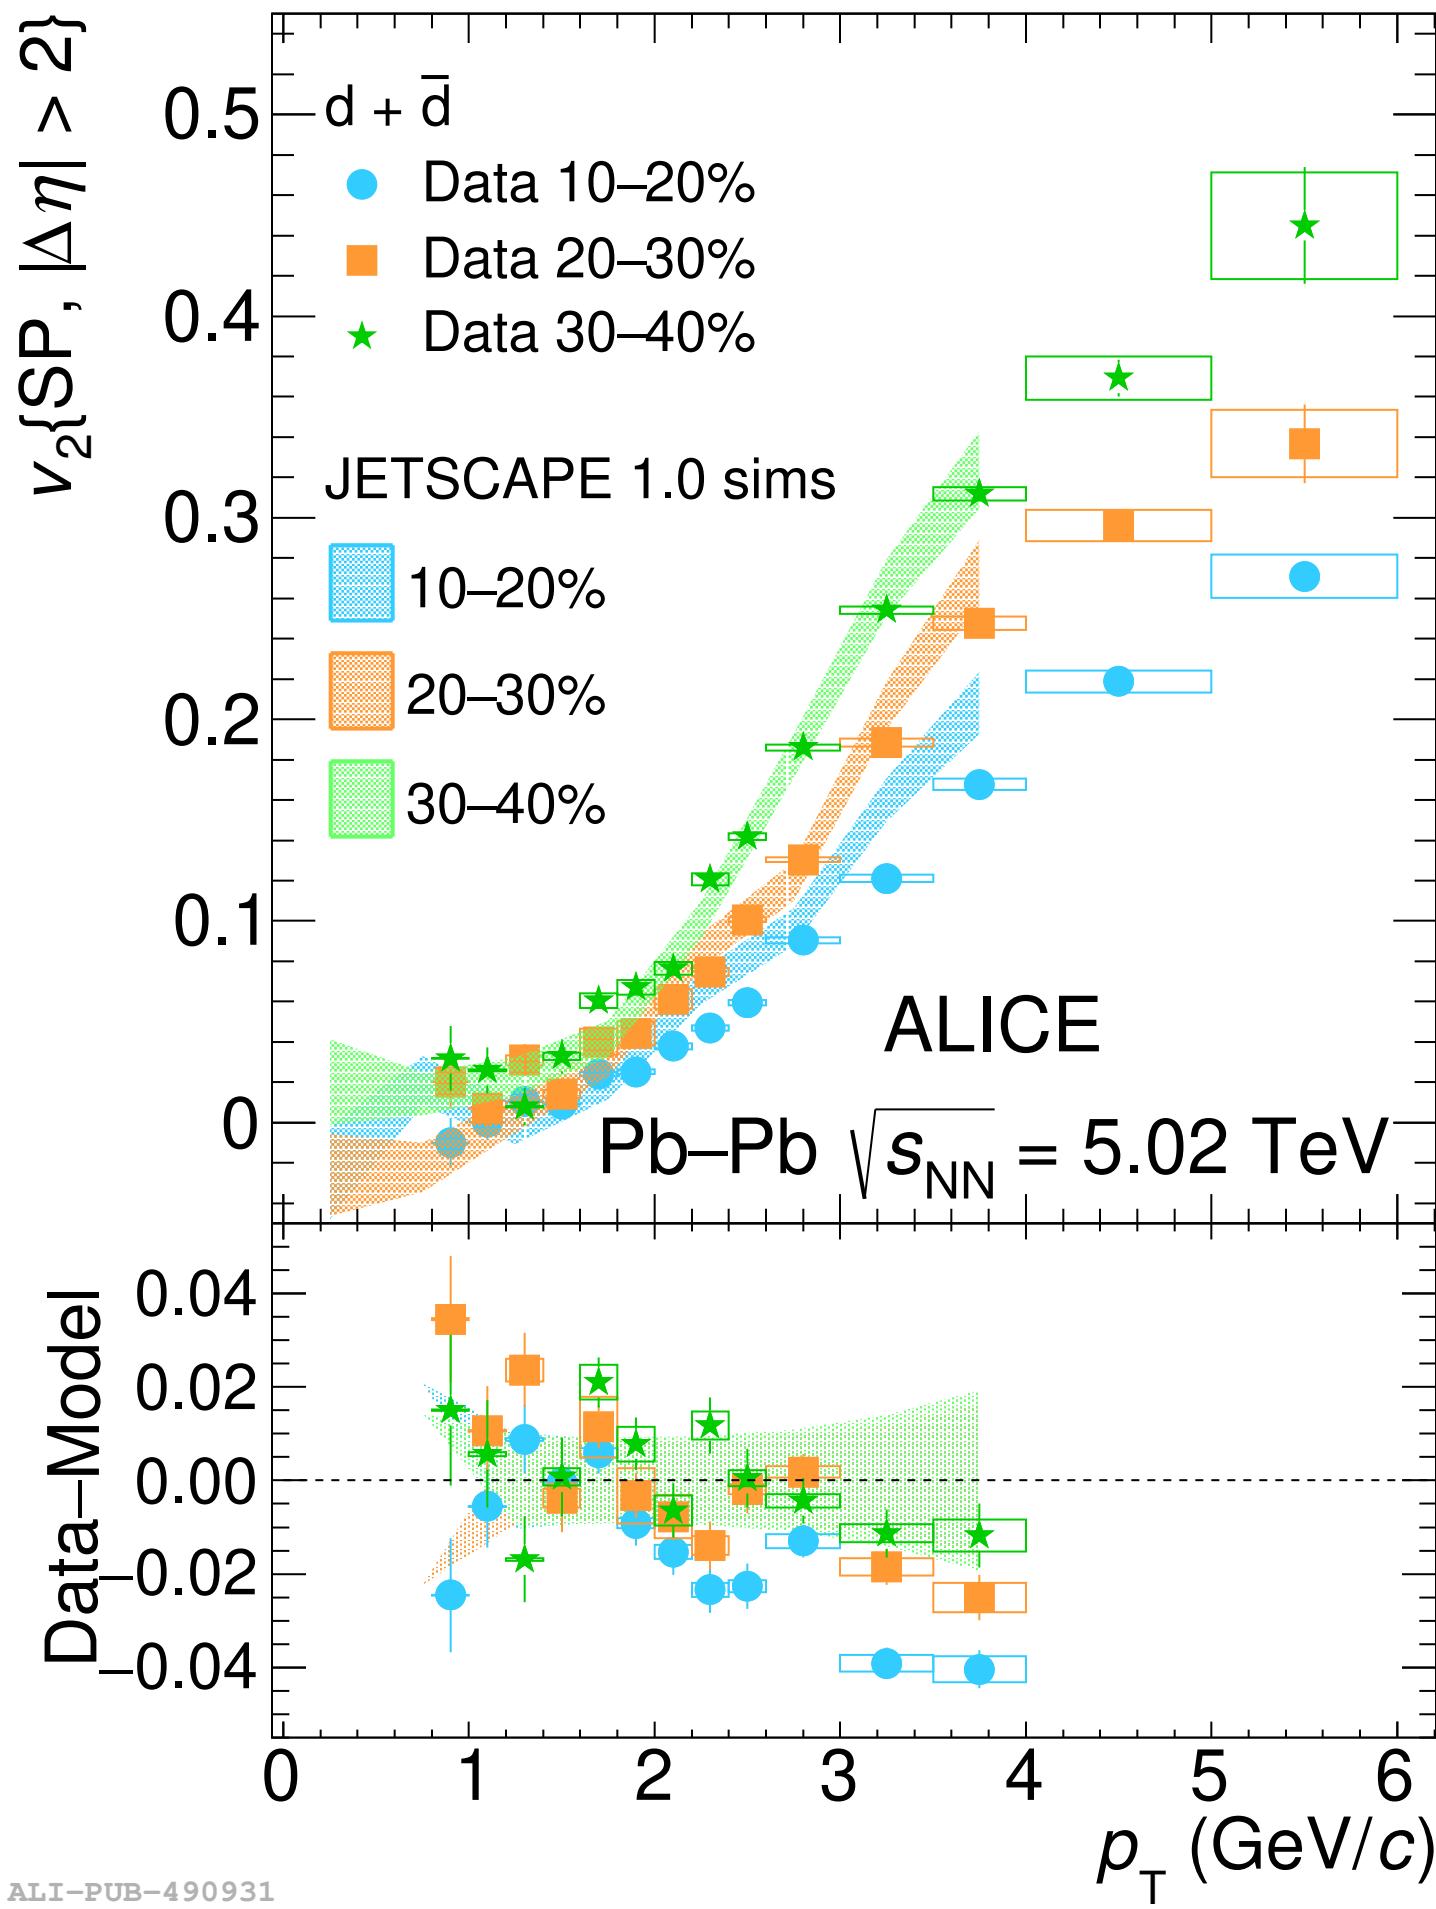 v2{SP, |Δη| > 2}
0.5
0.4
0.3
0.2
0.1
0
d + d̄
Data 10–20%
Data 20–30%
Data 30–40%
JETSCAPE 1.0 sims
10–20%
20–30%
30–40%
ALICE
Pb–Pb √sNN = 5.02 TeV
Data–Model
0.04
0.02
0.00
−0.02
−0.04
0 1 2 3 4 5 6
pT (GeV/c)
ALI-PUB-490931